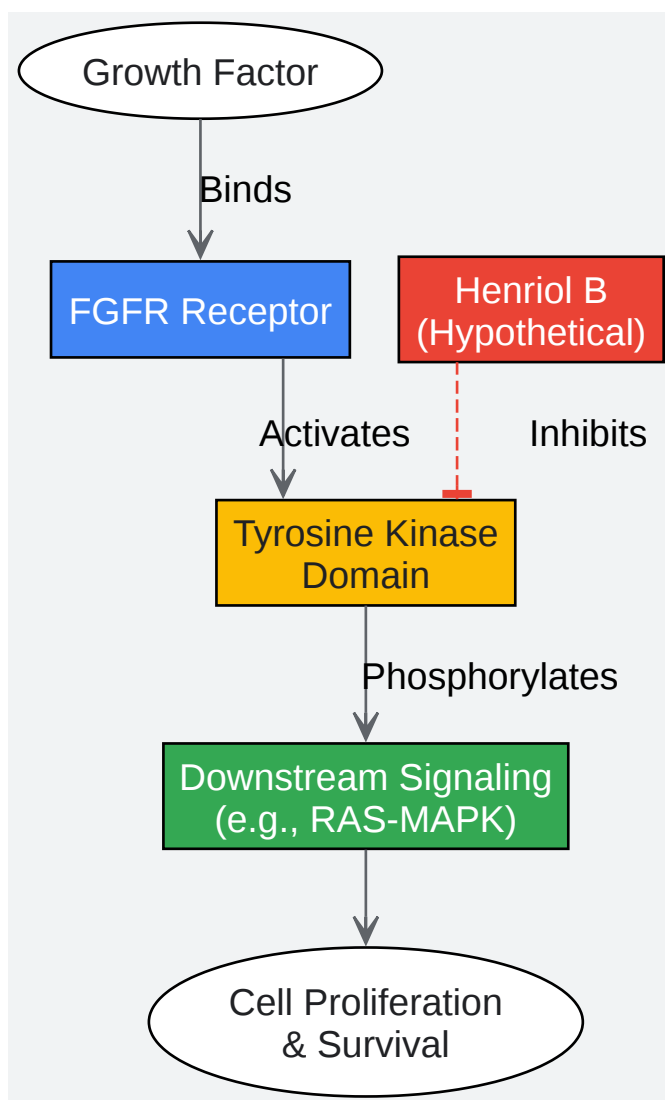 Growth Factor
Binds
FGFR Receptor
Henriol B
(Hypothetical)
Activates
Inhibits
Tyrosine Kinase
Domain
Phosphorylates
Downstream Signaling
(e.g., RAS-MAPK)
Cell Proliferation
& Survival